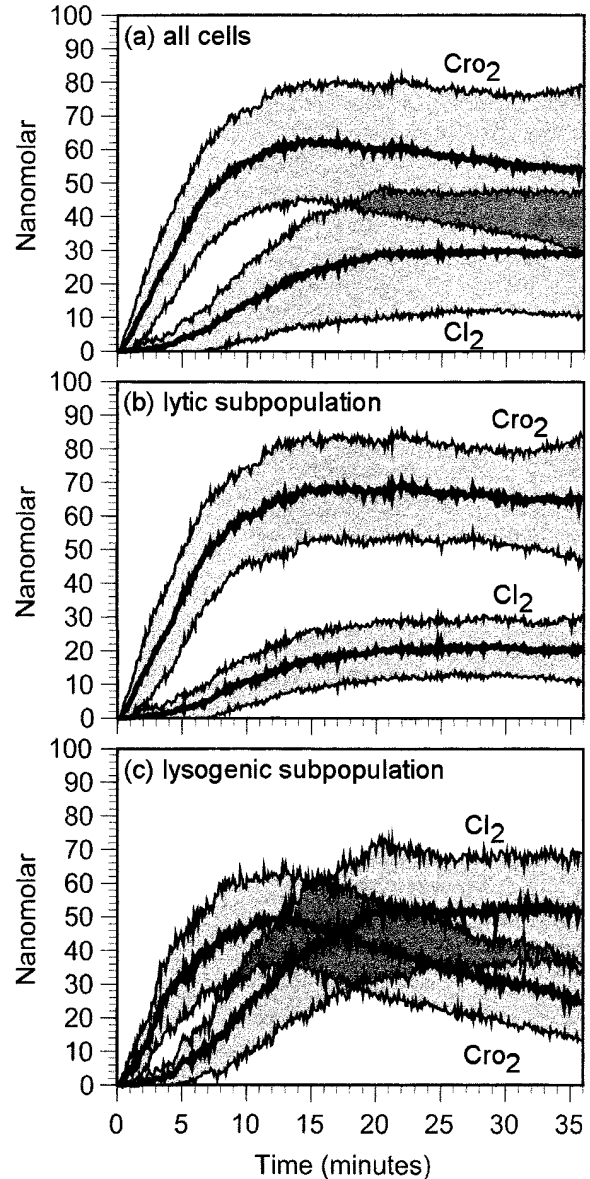 (a) all cells
Cro2
CI2
Nanomolar
100
90
80
70
60
50
40
30
20
10
0
(b) lytic subpopulation
Cro2
CI2
Nanomolar
100
90
80
70
60
50
40
30
20
10
0
(c) lysogenic subpopulation
CI2
Cro2
Nanomolar
100
90
80
70
60
50
40
30
20
10
0
0 5 10 15 20 25 30 35
Time (minutes)